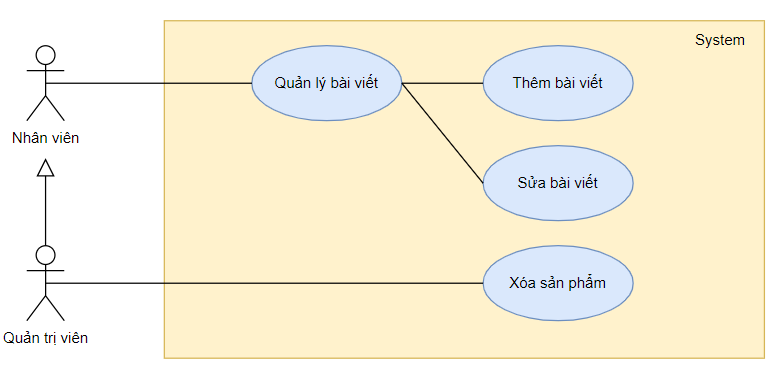 System
Quản lý bài viết
Thêm bài viết
Nhân viên
Sửa bài viết
Xóa sản phẩm
Quản trị viên